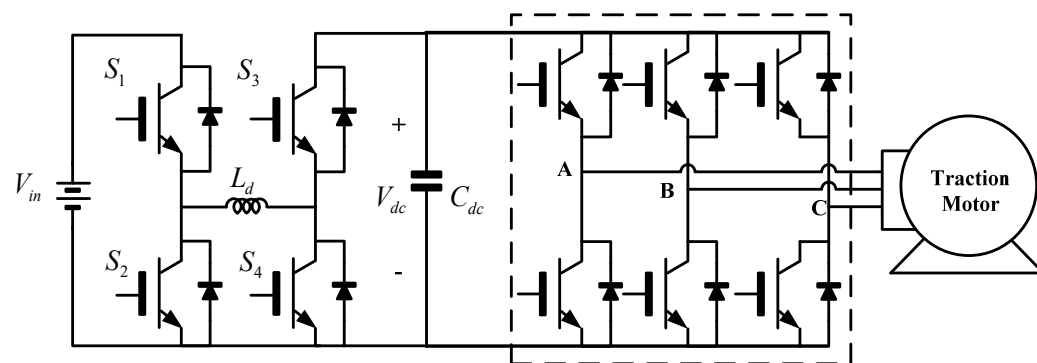 S1
S3
Vin
Ld
S2
S4
+
Vdc
-
Cdc
A
B
C
Traction
Motor